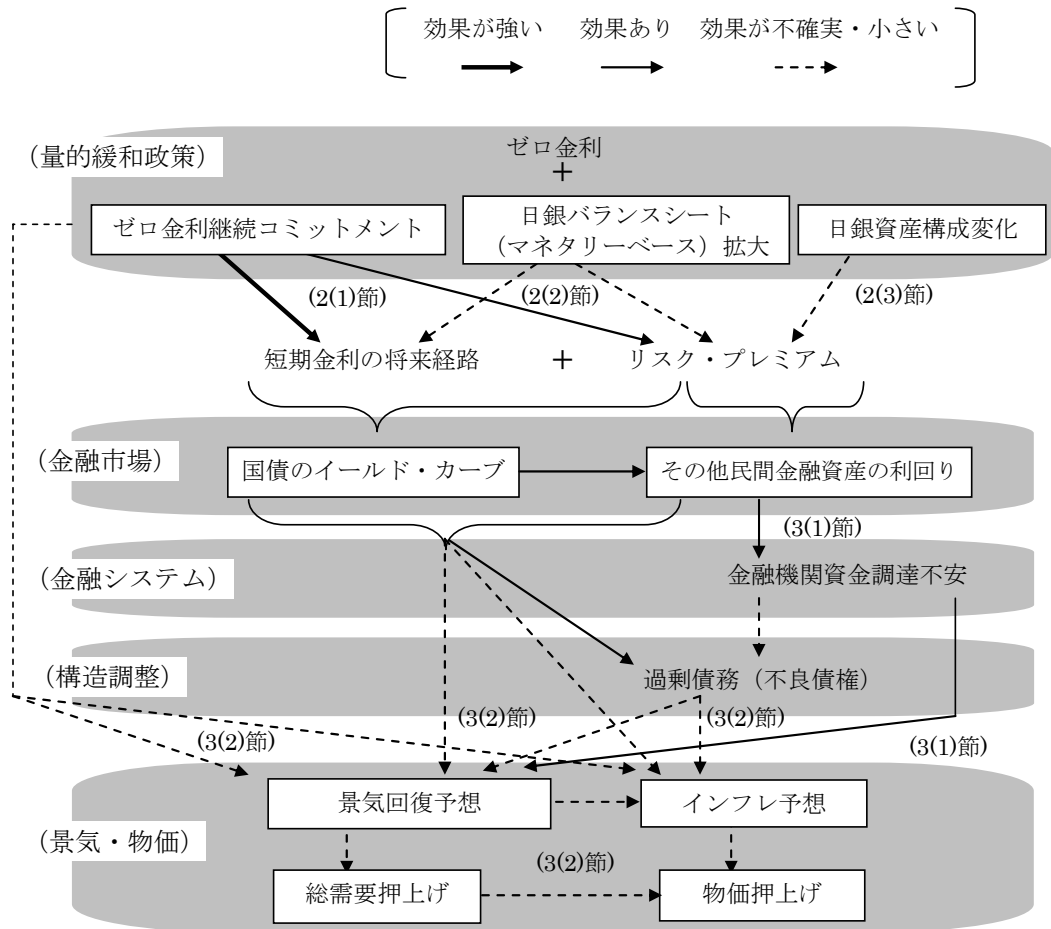 効果が強い 効果あり 効果が不確実・小さい
(量的緩和政策)
ゼロ金利
+
ゼロ金利継続コミットメント
日銀バランスシート
(マネタリーベース)拡大
日銀資産構成変化
(2(1)節) (2(2)節) (2(3)節)
短期金利の将来経路 + リスク・プレミアム
(金融市場)
国債のイールド・カーブ
その他民間金融資産の利回り
(3(1)節)
(金融システム)
金融機関資金調達不安
(構造調整)
過剰債務(不良債権)
(3(2)節) (3(2)節) (3(2)節) (3(1)節)
景気回復予想
インフレ予想
(景気・物価)
(3(2)節)
総需要押上げ
物価押上げ